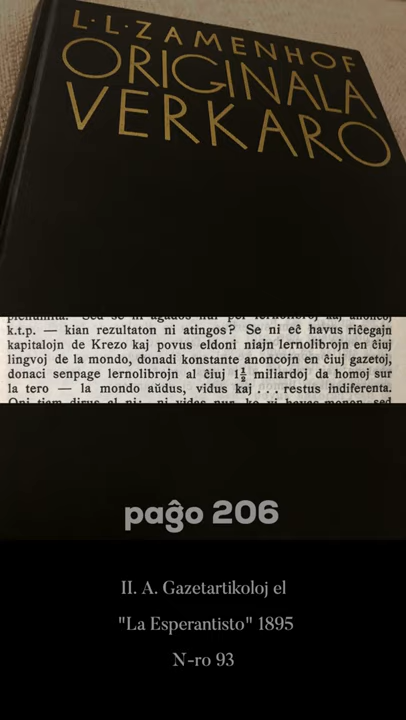 L·L·ZAMENHOF
ORIGINALA
VERKARO
k.t.p. — kian rezultaton ni atingos? Se ni eĉ havus riĉegajn
kapitalojn de Krezo kaj povus eldoni niajn lernolibrojn en ĉiuj
lingvoj de la mondo, donadi konstante anoncojn en ĉiuj gazetoj,
donaci senpage lernolibrojn al ĉiuj 1½ miliardoj da homoj sur
la tero — la mondo aŭdus, vidus kaj . . . restus indiferenta.
paĝo 206
II. A. Gazetartikoloj el
"La Esperantisto" 1895
N-ro 93